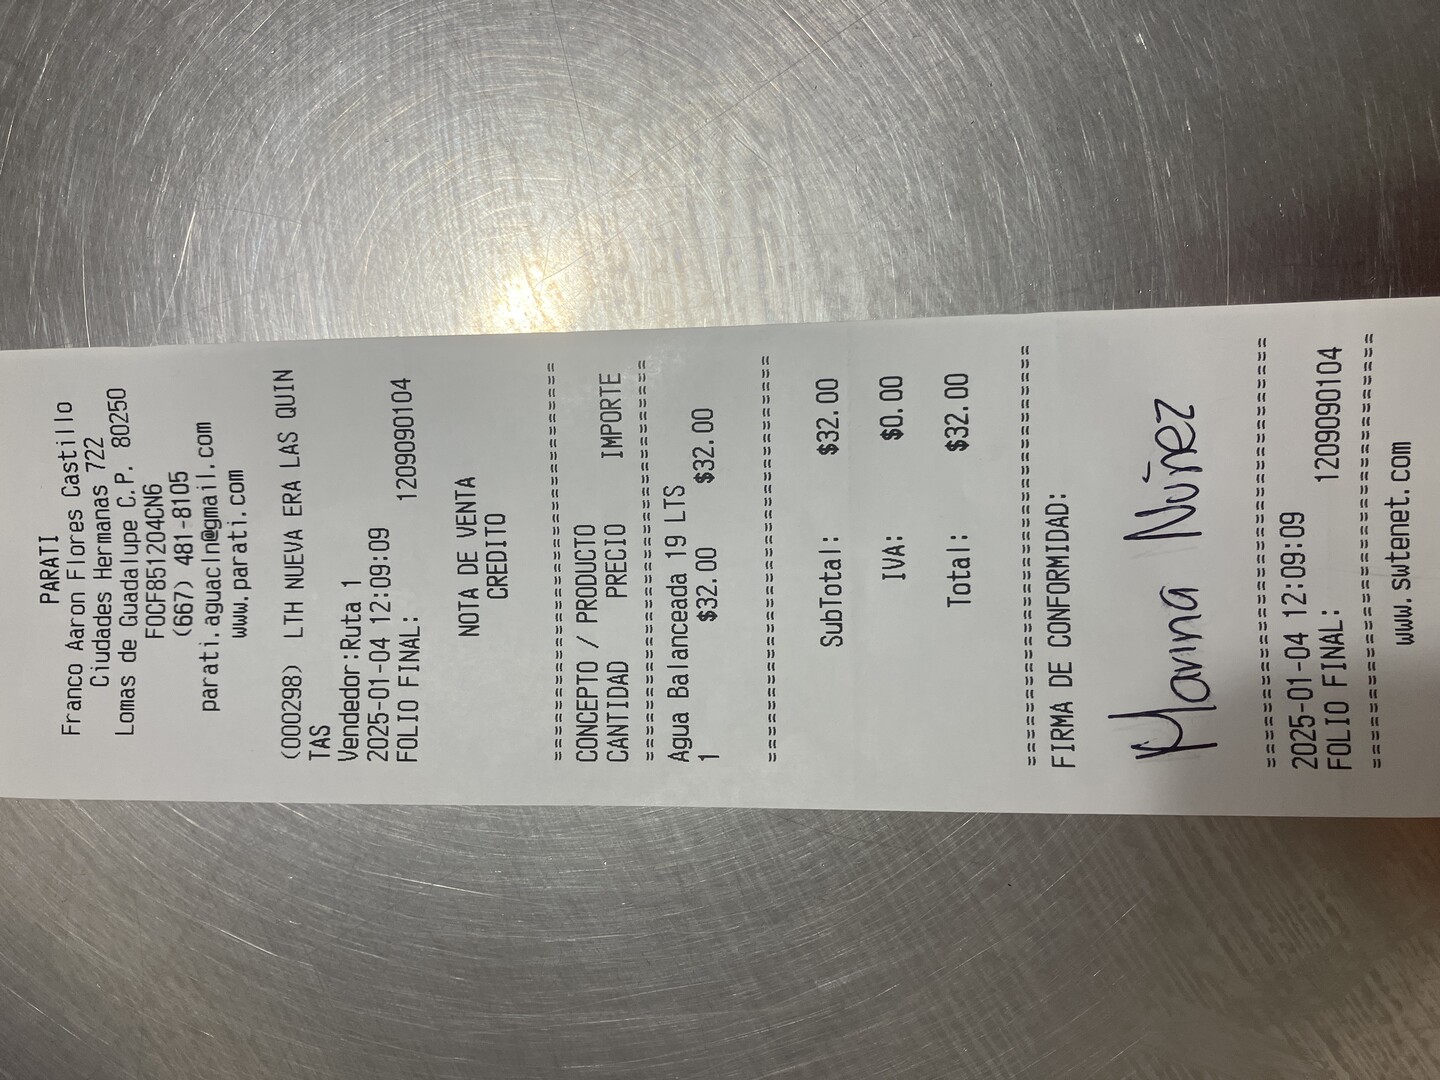 PARATI
Franco Aaron Flores Castillo
Ciudades Hermanas 722
Lomas de Guadalupe C.P. 80250
FOCF851204CN6
(667) 481-8105
parati.aguacln@gmail.com
www.parati.com
(000298) LTH NUEVA ERA LAS QUIN
TAS
Vendedor:Ruta 1
2025-01-04 12:09:09
FOLIO FINAL: 1209090104
NOTA DE VENTA
CREDITO
==================================
CONCEPTO / PRODUCTO
CANTIDAD PRECIO IMPORTE
==================================
Agua Balanceada 19 LTS
1 $32.00 $32.00
==================================
SubTotal: $32.00
IVA: $0.00
Total: $32.00
==================================
FIRMA DE CONFORMIDAD:
Marina Nuñez
==================================
2025-01-04 12:09:09
FOLIO FINAL: 1209090104
==================================
www.swtenet.com